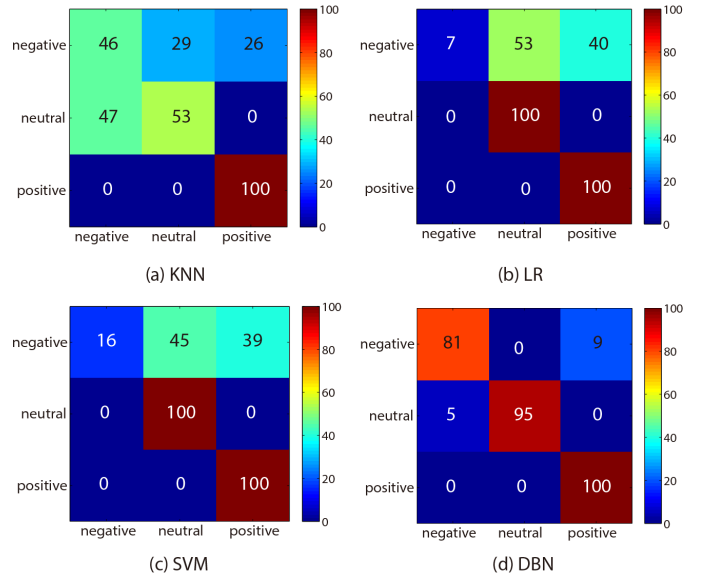 100
negative 46 29 26
80
60
neutral 47 53 0
40
20
positive 0 0 100
0
negative neutral positive
(a) KNN
100
negative 7 53 40
80
60
neutral 0 100 0
40
20
positive 0 0 100
0
negative neutral positive
(b) LR
100
negative 16 45 39
80
60
neutral 0 100 0
40
20
positive 0 0 100
0
negative neutral positive
(c) SVM
100
negative 81 0 9
80
60
neutral 5 95 0
40
20
positive 0 0 100
0
negative neutral positive
(d) DBN